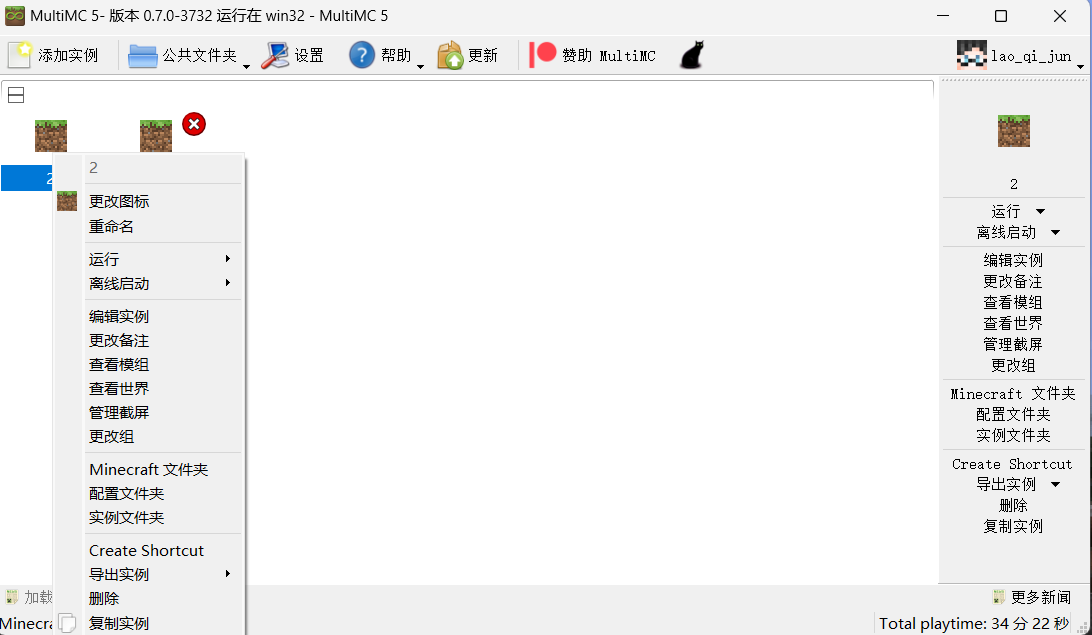 MultiMC 5- 版本 0.7.0-3732 运行在 win32 - MultiMC 5
添加实例 公共文件夹 设置 帮助 更新 赞助 MultiMC lao_qi_jun
2
2
更改图标
重命名
运行
离线启动
编辑实例
更改备注
查看模组
查看世界
管理截屏
更改组
Minecraft 文件夹
配置文件夹
实例文件夹
Create Shortcut
导出实例
删除
复制实例
2
运行
离线启动
编辑实例
更改备注
查看模组
查看世界
管理截屏
更改组
Minecraft 文件夹
配置文件夹
实例文件夹
Create Shortcut
导出实例
删除
复制实例
加载 更多新闻
Minecra Total playtime: 34 分 22 秒